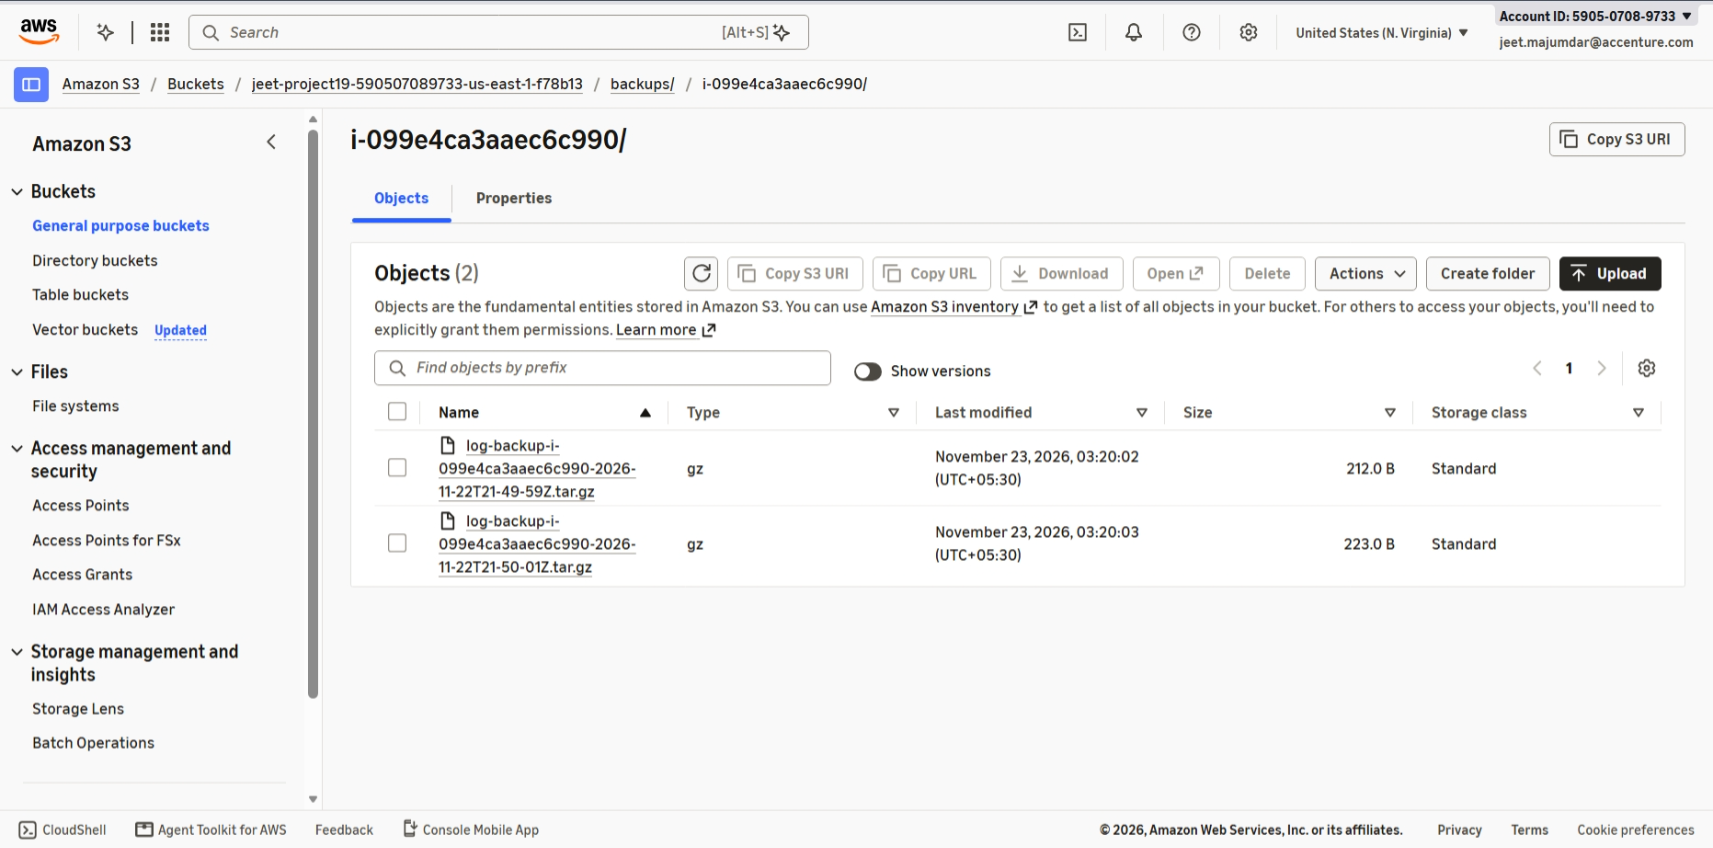 aws
Search [Alt+S]
United States (N. Virginia)
Account ID: 5905-0708-9733
jeet.majumdar@accenture.com
Amazon S3 / Buckets / jeet-project19-590507089733-us-east-1-f78b13 / backups/ / i-099e4ca3aaec6c990/
Amazon S3
Buckets
General purpose buckets
Directory buckets
Table buckets
Vector buckets Updated
Files
File systems
Access management and
security
Access Points
Access Points for FSx
Access Grants
IAM Access Analyzer
Storage management and
insights
Storage Lens
Batch Operations
i-099e4ca3aaec6c990/
Copy S3 URI
Objects Properties
Objects (2)
Copy S3 URI Copy URL Download Open Delete Actions Create folder Upload
Objects are the fundamental entities stored in Amazon S3. You can use Amazon S3 inventory to get a list of all objects in your bucket. For others to access your objects, you'll need to
explicitly grant them permissions. Learn more
Find objects by prefix
Show versions
1
Name Type Last modified Size Storage class
log-backup-i-
099e4ca3aaec6c990-2026-
11-22T21-49-59Z.tar.gz
gz
November 23, 2026, 03:20:02
(UTC+05:30)
212.0 B
Standard
log-backup-i-
099e4ca3aaec6c990-2026-
11-22T21-50-01Z.tar.gz
gz
November 23, 2026, 03:20:03
(UTC+05:30)
223.0 B
Standard
CloudShell Agent Toolkit for AWS Feedback Console Mobile App
© 2026, Amazon Web Services, Inc. or its affiliates. Privacy Terms Cookie preferences